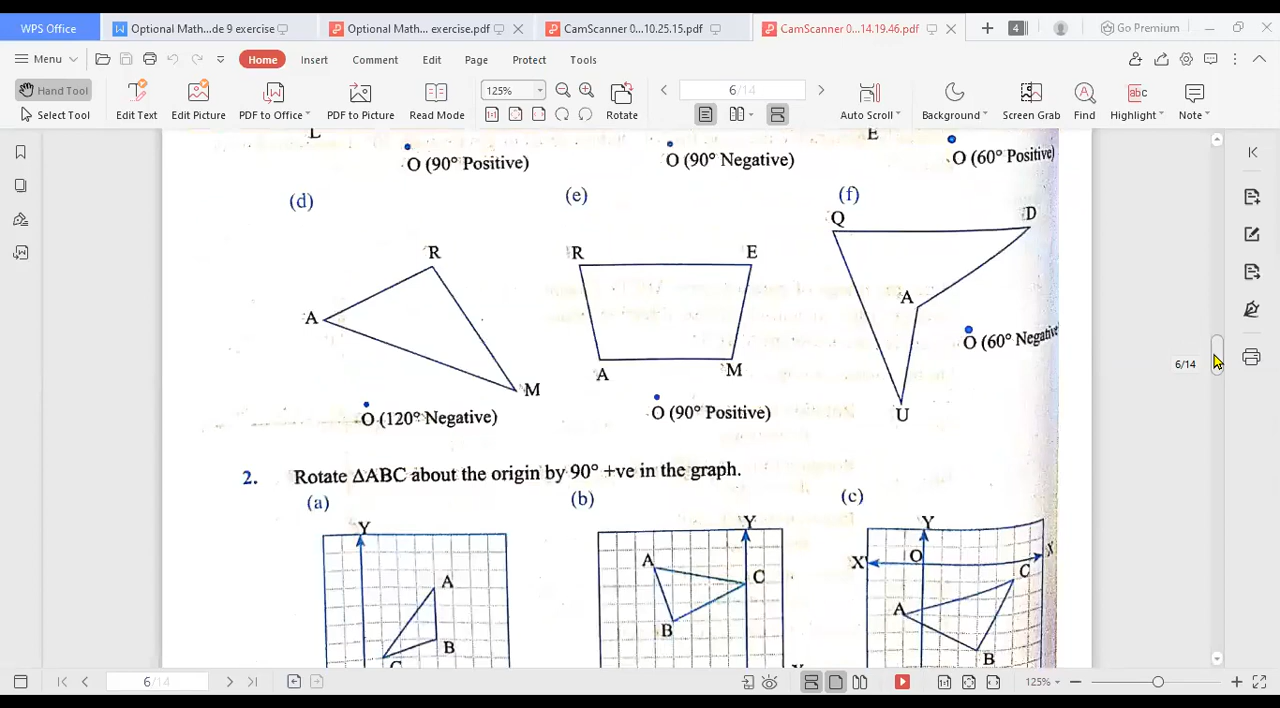 WPS Office
Optional Math...de 9 exercise
Optional Math... exercise.pdf
CamScanner 0...10.25.15.pdf
CamScanner 0...14.19.46.pdf
4
Go Premium
Menu
Home
Insert
Comment
Edit
Page
Protect
Tools
Hand Tool
Select Tool
Edit Text
Edit Picture
PDF to Office
PDF to Picture
Read Mode
125%
Rotate
6/14
Auto Scroll
Background
Screen Grab
Find
Highlight
Note
L
E
O (90° Positive)
O (90° Negative)
O (60° Positive)
(d)
(e)
(f)
Q
D
R
R
E
A
A
O (60° Negative
A
M
M
U
O (120° Negative)
O (90° Positive)
6/14
2. Rotate ΔABC about the origin by 90° +ve in the graph.
(a)
(b)
(c)
Y
Y
Y
A
B
C
A
B
C
X'
O
X
A
B
C
6/14
125%